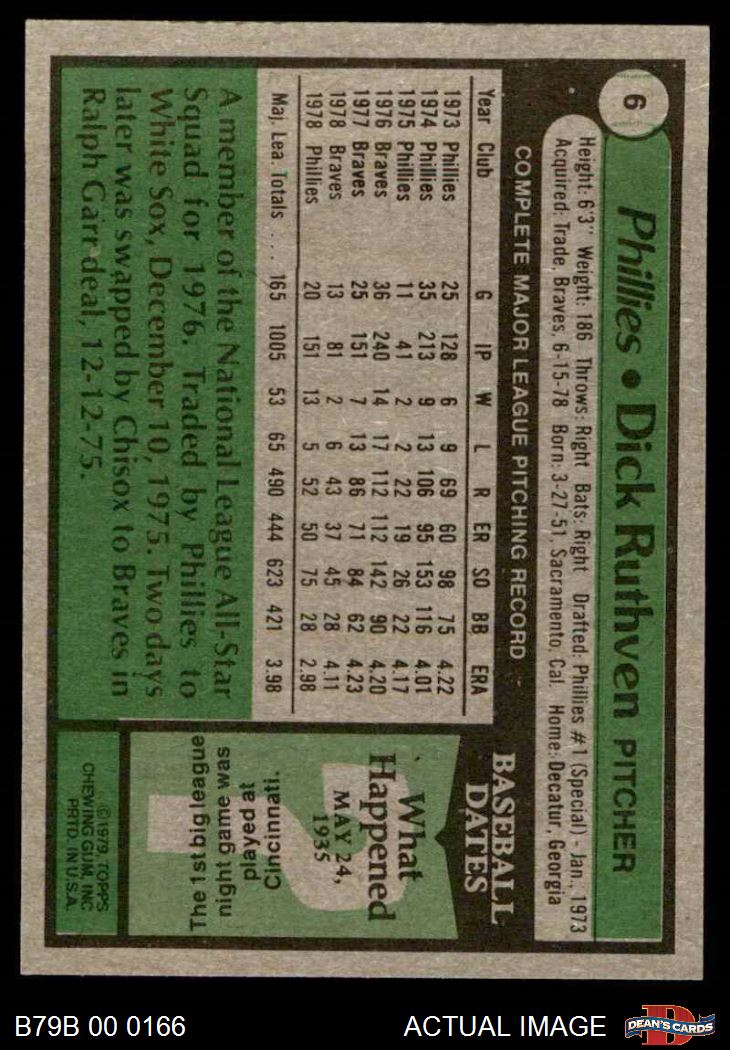 6
Phillies • Dick Ruthven PITCHER
Height: 6'3" Weight: 186 Throws: Right Bats: Right Drafted: Phillies #1 (Special) - Jan., 1973
Acquired: Trade, Braves, 6-15-78 Born: 3-27-51, Sacramento, Cal. Home: Decatur, Georgia
COMPLETE MAJOR LEAGUE PITCHING RECORD
Year Club G IP W L R ER SO BB ERA
1973 Phillies 25 128 6 9 69 60 98 75 4.22
1974 Phillies 35 213 9 13 106 95 153 116 4.01
1975 Phillies 11 41 2 2 22 19 26 22 4.17
1976 Braves 36 240 14 17 112 112 142 90 4.20
1977 Braves 25 151 7 13 86 71 84 62 4.23
1978 Braves 13 81 2 6 43 37 45 28 4.11
1978 Phillies 20 151 13 5 52 50 75 28 2.98
Maj. Lea. Totals . . . 165 1005 53 65 490 444 623 421 3.98
A member of the National League All-Star
Squad for 1976. Traded by Phillies to
White Sox, December 10, 1975. Two days
later was swapped by Chisox to Braves in
Ralph Garr deal, 12-12-75.
BASEBALL
DATES
What
Happened
MAY 24,
1935
?
The 1st big league
night game was
played at
Cincinnati.
©1979 TOPPS
CHEWING GUM, INC
PRTD. IN U.S.A.
B79B 00 0166
ACTUAL IMAGE
D
DEAN'S CARDS